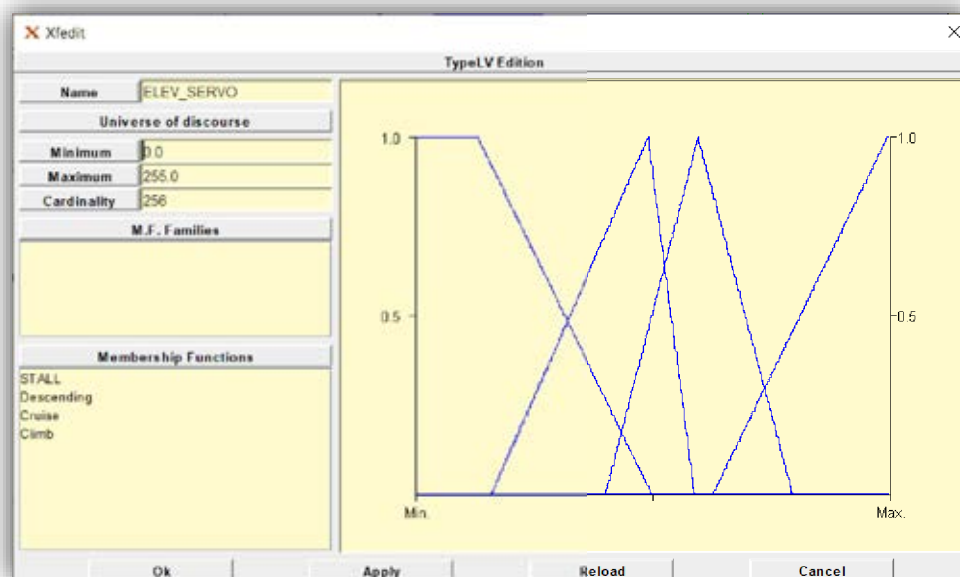 Xfedit
TypeLV Edition
Name ELEV_SERVO
Universe of discourse
Minimum 0.0
Maximum 255.0
Cardinality 256
M.F. Families
Membership Functions
STALL
Descending
Cruise
Climb
1.0 1.0
0.5 0.5
Min. Max.
Ok Apply Reload Cancel